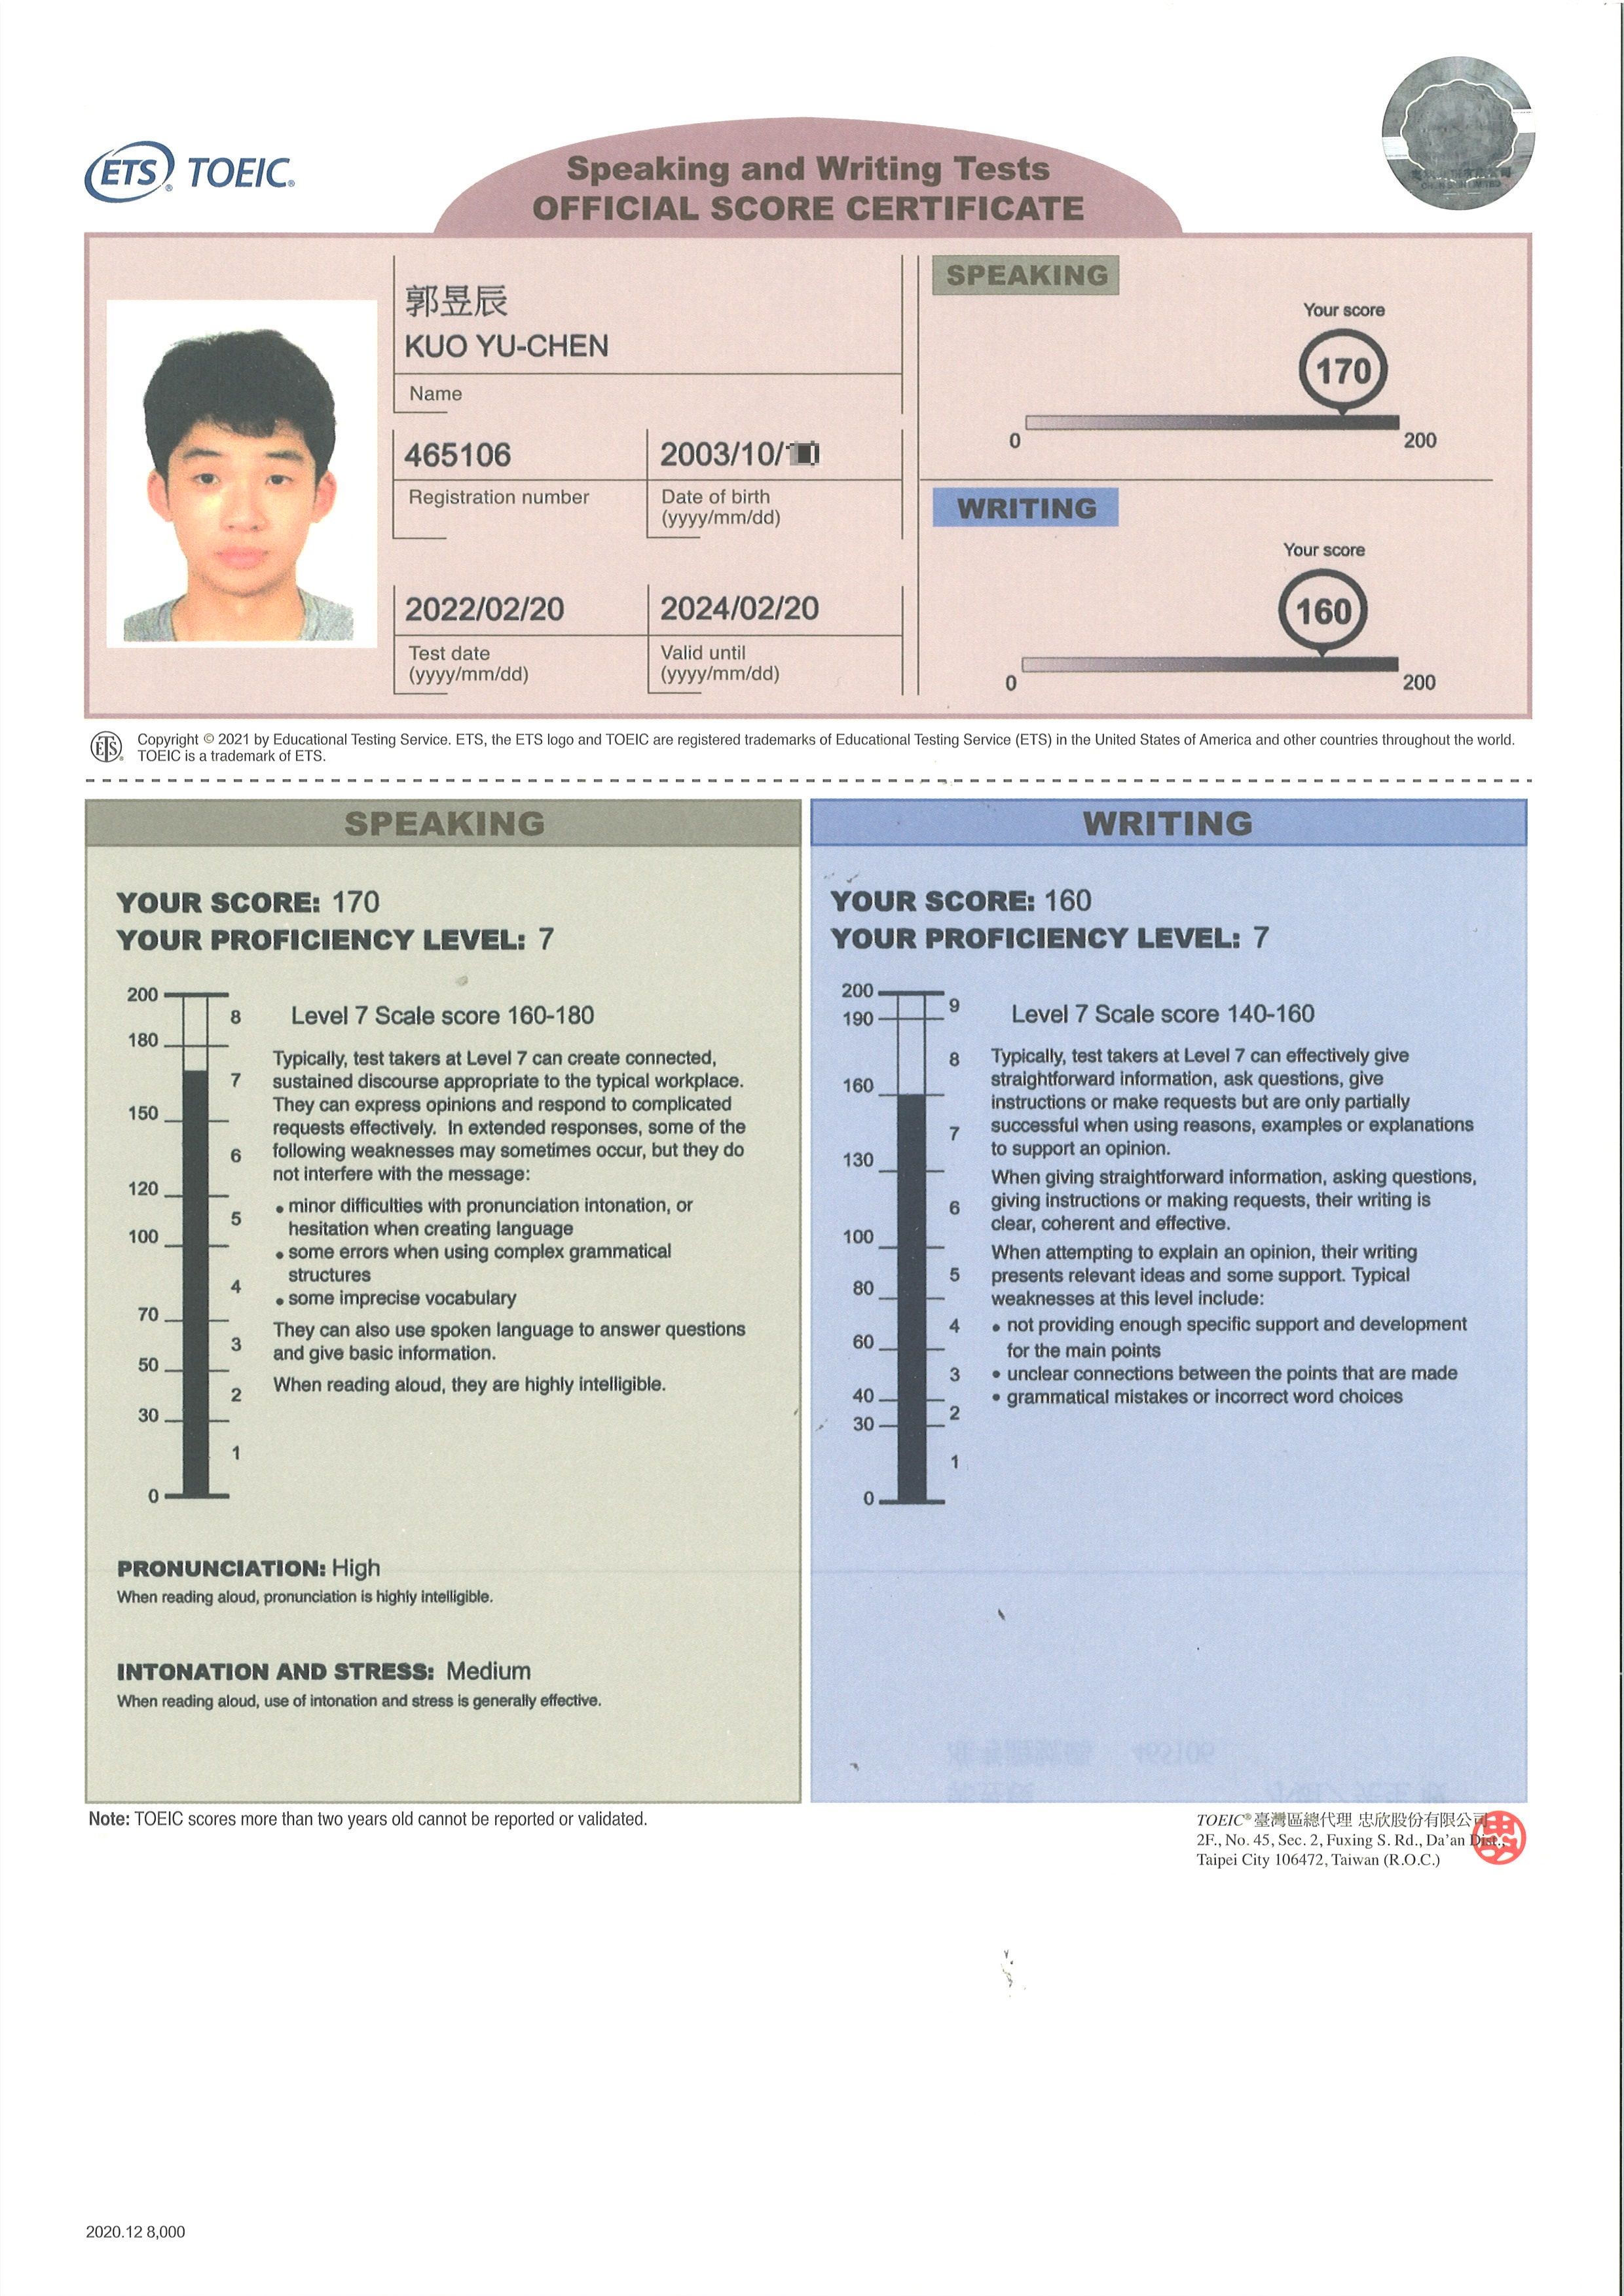 ETS® TOEIC®
Speaking and Writing Tests
OFFICIAL SCORE CERTIFICATE
郭昱辰
KUO YU-CHEN
Name
465106
Registration number
2003/10/
Date of birth
(yyyy/mm/dd)
2022/02/20
Test date
(yyyy/mm/dd)
2024/02/20
Valid until
(yyyy/mm/dd)
SPEAKING
Your score
170
0
200
WRITING
Your score
160
0
200
ETS® Copyright © 2021 by Educational Testing Service. ETS, the ETS logo and TOEIC are registered trademarks of Educational Testing Service (ETS) in the United States of America and other countries throughout the world.
TOEIC is a trademark of ETS.
SPEAKING
YOUR SCORE: 170
YOUR PROFICIENCY LEVEL: 7
200
8
180
7
150
6
120
5
100
4
70
3
50
2
30
1
0
Level 7 Scale score 160-180
Typically, test takers at Level 7 can create connected,
sustained discourse appropriate to the typical workplace.
They can express opinions and respond to complicated
requests effectively. In extended responses, some of the
following weaknesses may sometimes occur, but they do
not interfere with the message:
• minor difficulties with pronunciation intonation, or
hesitation when creating language
• some errors when using complex grammatical
structures
• some imprecise vocabulary
They can also use spoken language to answer questions
and give basic information.
When reading aloud, they are highly intelligible.
PRONUNCIATION: High
When reading aloud, pronunciation is highly intelligible.
INTONATION AND STRESS: Medium
When reading aloud, use of intonation and stress is generally effective.
WRITING
YOUR SCORE: 160
YOUR PROFICIENCY LEVEL: 7
200
9
190
8
160
7
130
6
100
5
80
4
60
3
40
2
30
1
0
Level 7 Scale score 140-160
Typically, test takers at Level 7 can effectively give
straightforward information, ask questions, give
instructions or make requests but are only partially
successful when using reasons, examples or explanations
to support an opinion.
When giving straightforward information, asking questions,
giving instructions or making requests, their writing is
clear, coherent and effective.
When attempting to explain an opinion, their writing
presents relevant ideas and some support. Typical
weaknesses at this level include:
• not providing enough specific support and development
for the main points
• unclear connections between the points that are made
• grammatical mistakes or incorrect word choices
Note: TOEIC scores more than two years old cannot be reported or validated.
TOEIC® 臺灣區總代理 忠欣股份有限公司
2F., No. 45, Sec. 2, Fuxing S. Rd., Da'an Dist.,
Taipei City 106472, Taiwan (R.O.C.)
2020.12 8,000